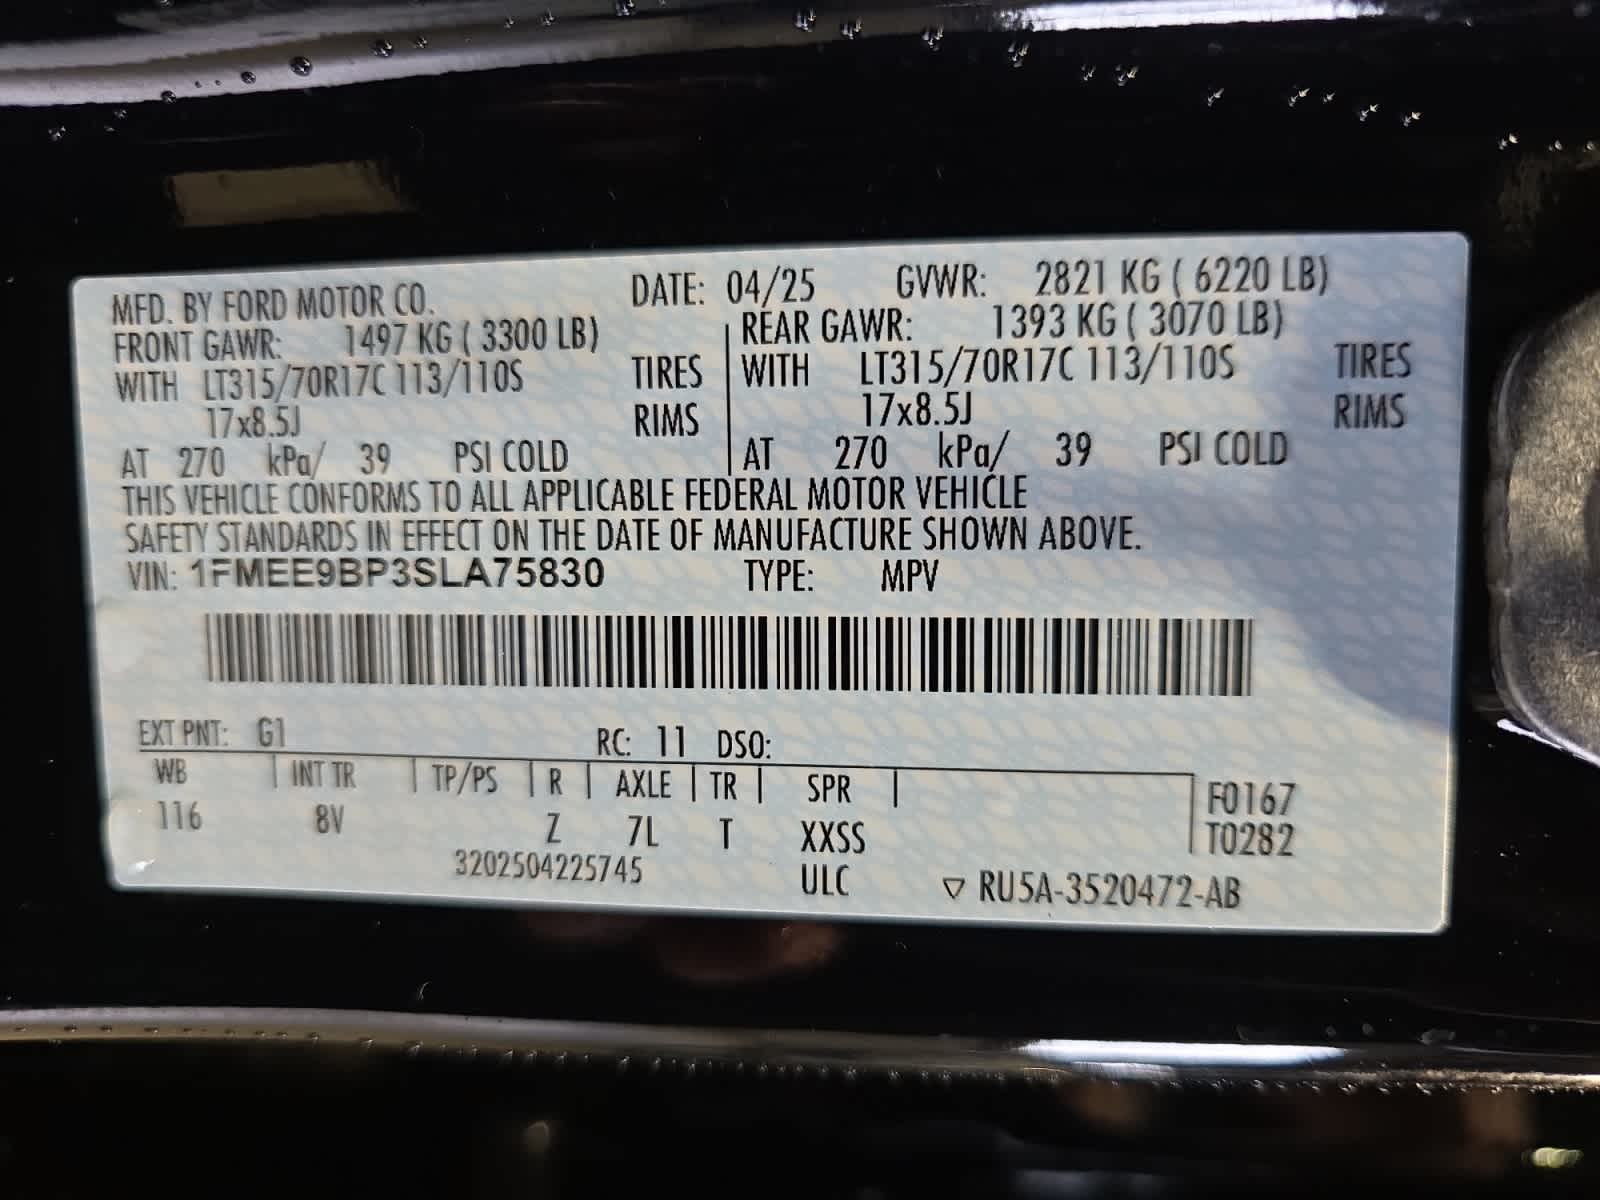 MFD. BY FORD MOTOR CO. DATE: 04/25 GVWR: 2821 KG ( 6220 LB)
FRONT GAWR: 1497 KG ( 3300 LB) REAR GAWR: 1393 KG ( 3070 LB)
WITH LT315/70R17C 113/110S TIRES WITH LT315/70R17C 113/110S TIRES
17x8.5J RIMS 17x8.5J RIMS
AT 270 kPa/ 39 PSI COLD AT 270 kPa/ 39 PSI COLD
THIS VEHICLE CONFORMS TO ALL APPLICABLE FEDERAL MOTOR VEHICLE
SAFETY STANDARDS IN EFFECT ON THE DATE OF MANUFACTURE SHOWN ABOVE.
VIN: 1FMEE9BP3SLA75830 TYPE: MPV
EXT PNT: G1 RC: 11 DSO:
WB INT TR TP/PS R AXLE TR SPR F0167
116 8V Z 7L T XXSS T0282
3202504225745 ULC ▽ RU5A-3520472-AB